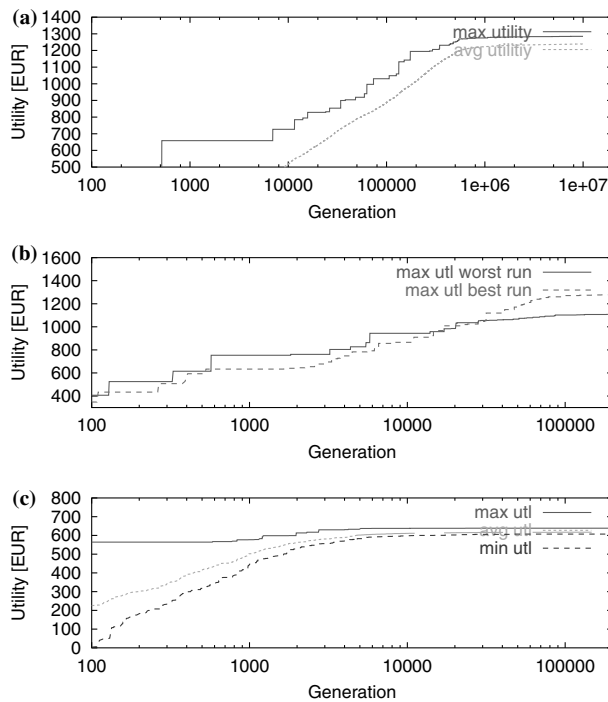 (a)
1400
1300
1200
1100
1000
900
800
700
600
500
Utility [EUR]
max utility
avg utilitiy
100 1000 10000 100000 1e+06 1e+07
Generation
(b)
1600
1400
1200
1000
800
600
400
Utility [EUR]
max utl worst run
max utl best run
100 1000 10000 100000
Generation
(c)
800
700
600
500
400
300
200
100
0
Utility [EUR]
max utl
avg utl
min utl
100 1000 10000 100000
Generation